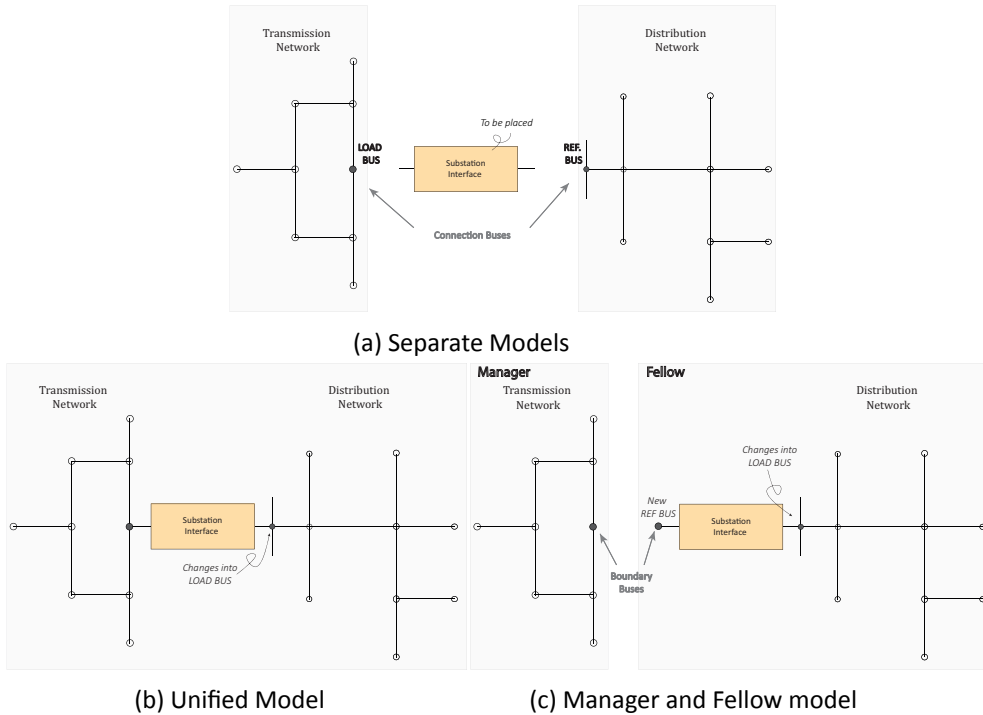 Transmission
Network
Distribution
Network
To be placed
LOAD
BUS
Substation
Interface
REF.
BUS
Connection Buses
(a) Separate Models
Transmission
Network
Distribution
Network
Substation
Interface
Changes into
LOAD BUS
(b) Unified Model
Manager
Transmission
Network
Fellow
Distribution
Network
Changes into
LOAD BUS
New
REF BUS
Substation
Interface
Boundary
Buses
(c) Manager and Fellow model